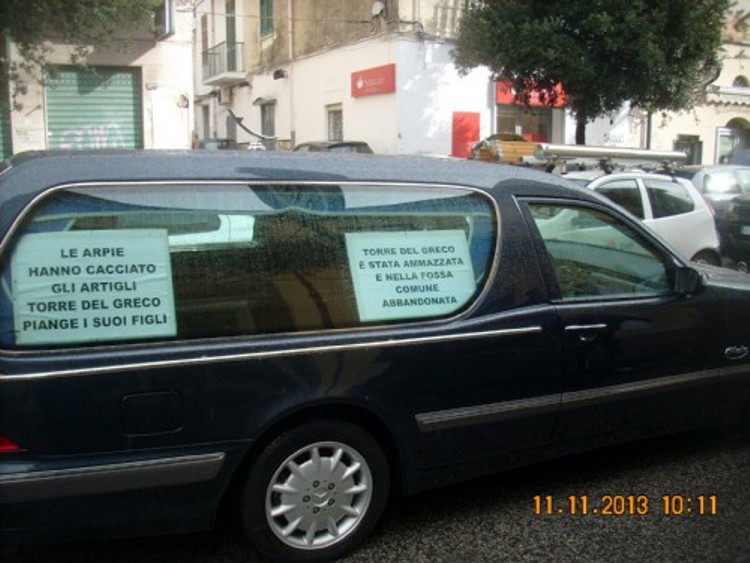 LE ARPIE
HANNO CACCIATO
GLI ARTIGLI
TORRE DEL GRECO
PIANGE I SUOI FIGLI
TORRE DEL GRECO
È STATA AMMAZZATA
E NELLA FOSSA
COMUNE
ABBANDONATA
11.11.2013 10:11